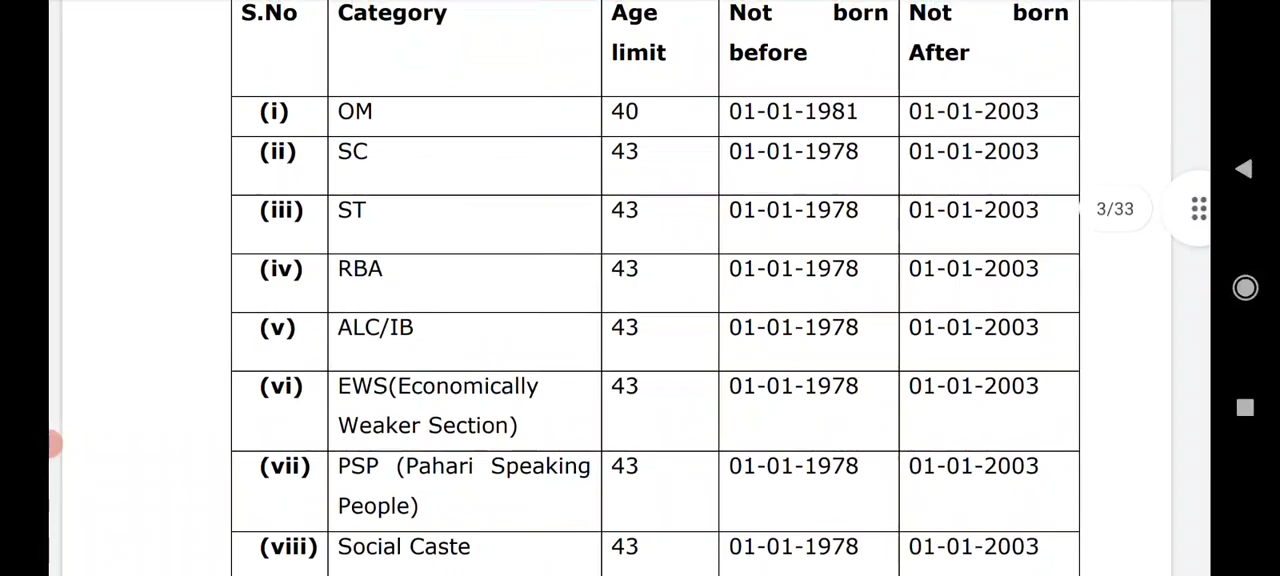 S.No Category Age limit Not born before Not born After
(i) OM 40 01-01-1981 01-01-2003
(ii) SC 43 01-01-1978 01-01-2003
(iii) ST 43 01-01-1978 01-01-2003
3/33
(iv) RBA 43 01-01-1978 01-01-2003
(v) ALC/IB 43 01-01-1978 01-01-2003
(vi) EWS(Economically Weaker Section) 43 01-01-1978 01-01-2003
(vii) PSP (Pahari Speaking People) 43 01-01-1978 01-01-2003
(viii) Social Caste 43 01-01-1978 01-01-2003